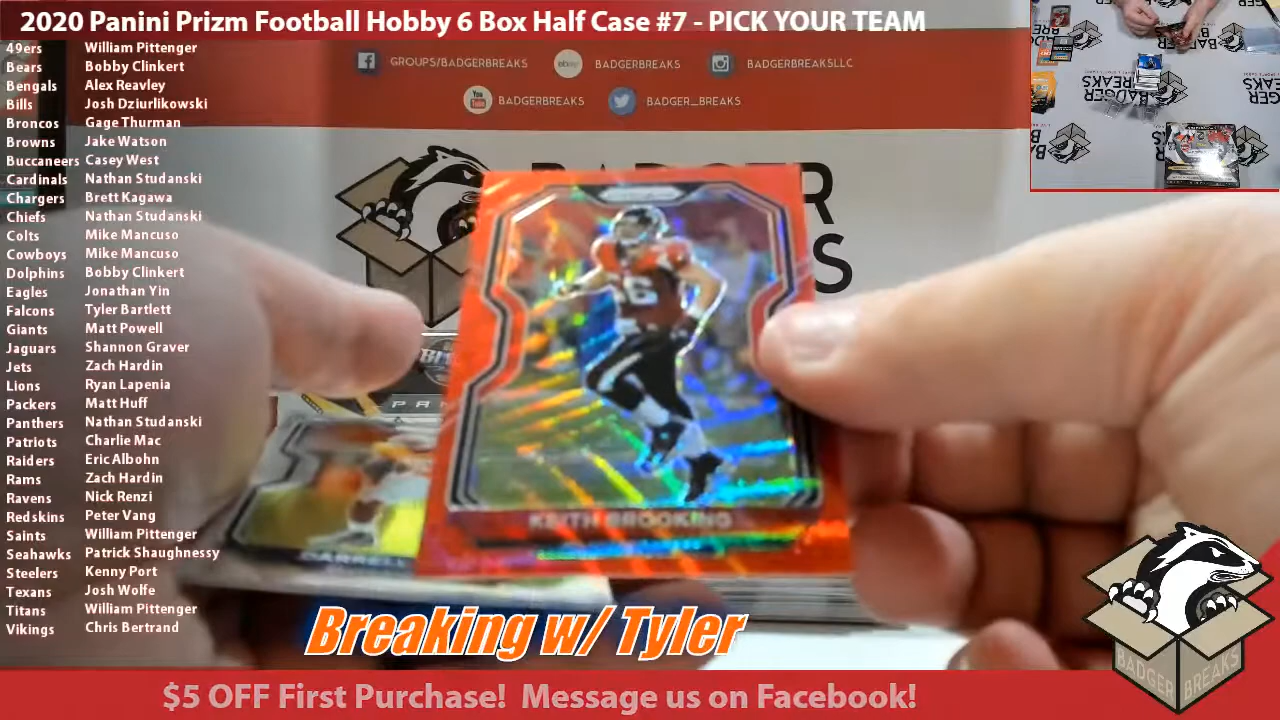 2020 Panini Prizm Football Hobby 6 Box Half Case #7 - PICK YOUR TEAM
49ers William Pittenger
Bears Bobby Clinkert
Bengals Alex Reavley
Bills Josh Dziurlikowski
Broncos Gage Thurman
Browns Jake Watson
Buccaneers Casey West
Cardinals Nathan Studanski
Chargers Brett Kagawa
Chiefs Nathan Studanski
Colts Mike Mancuso
Cowboys Mike Mancuso
Dolphins Bobby Clinkert
Eagles Jonathan Yin
Falcons Tyler Bartlett
Giants Matt Powell
Jaguars Shannon Graver
Jets Zach Hardin
Lions Ryan Lapenia
Packers Matt Huff
Panthers Nathan Studanski
Patriots Charlie Mac
Raiders Eric Albohn
Rams Zach Hardin
Ravens Nick Renzi
Redskins Peter Vang
Saints William Pittenger
Seahawks Patrick Shaughnessy
Steelers Kenny Port
Texans Josh Wolfe
Titans William Pittenger
Vikings Chris Bertrand
GROUPS/BADGERBREAKS
ebay BADGERBREAKS
BADGERBREAKSLLC
You Tube BADGERBREAKS
BADGER_BREAKS
KEITH BROOKING
DARRELL
Breaking w/ Tyler
BADGER BREAKS
$5 OFF First Purchase! Message us on Facebook!